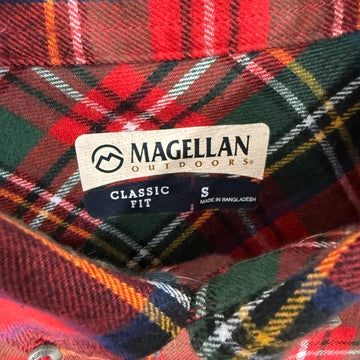 MAGELLAN
OUTDOORS®
CLASSIC
FIT
S
MADE IN BANGLADESH